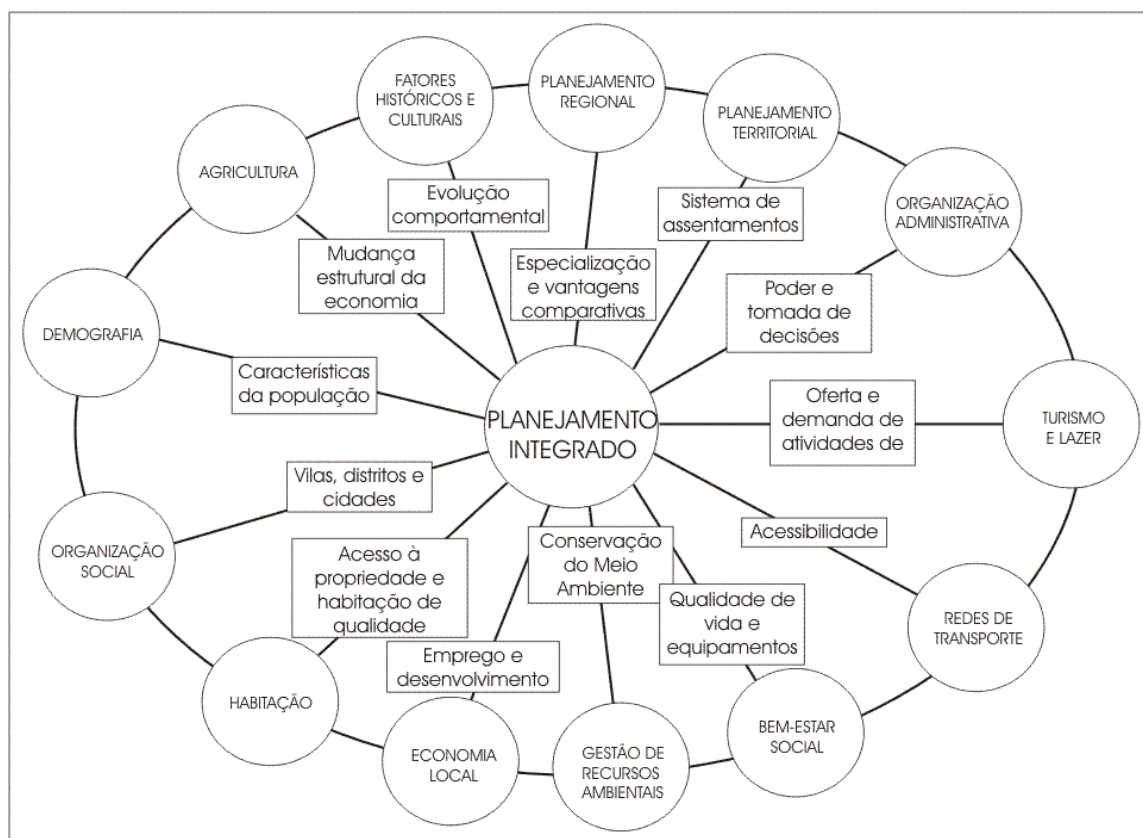 FATORES
HISTÓRICOS E
CULTURAIS
PLANEJAMENTO
REGIONAL
PLANEJAMENTO
TERRITORIAL
AGRICULTURA
ORGANIZAÇÃO
ADMINISTRATIVA
Evolução
comportamental
Sistema de
assentamentos
Mudança
estrutural da
economia
Especialização
e vantagens
comparativas
Poder e
tomada de
decisões
DEMOGRAFIA
Características
da população
PLANEJAMENTO
INTEGRADO
Oferta e
demanda de
atividades de
TURISMO
E LAZER
Vilas, distritos e
cidades
Acessibilidade
ORGANIZAÇÃO
SOCIAL
Acesso à
propriedade e
habitação de
qualidade
Conservação
do Meio
Ambiente
Qualidade de
vida e
equipamentos
REDES DE
TRANSPORTE
Emprego e
desenvolvimento
HABITAÇÃO
ECONOMIA
LOCAL
GESTÃO DE
RECURSOS
AMBIENTAIS
BEM-ESTAR
SOCIAL